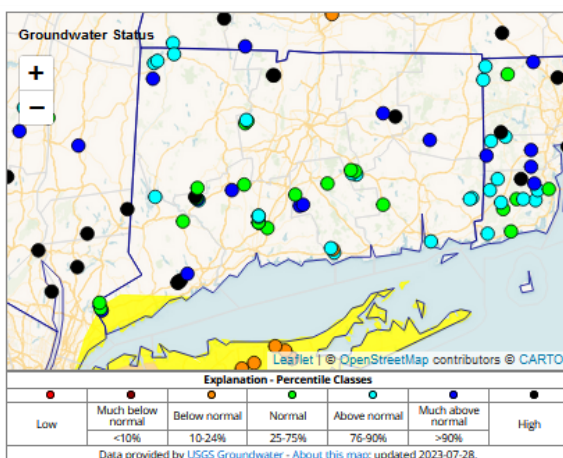 Groundwater Status
+
−
Leaflet | © OpenStreetMap contributors © CARTO
Explanation - Percentile Classes
Low
Much below normal
Below normal
Normal
Above normal
Much above normal
High
<10%
10-24%
25-75%
76-90%
>90%
Data provided by USGS Groundwater - About this map; updated 2023-07-28.